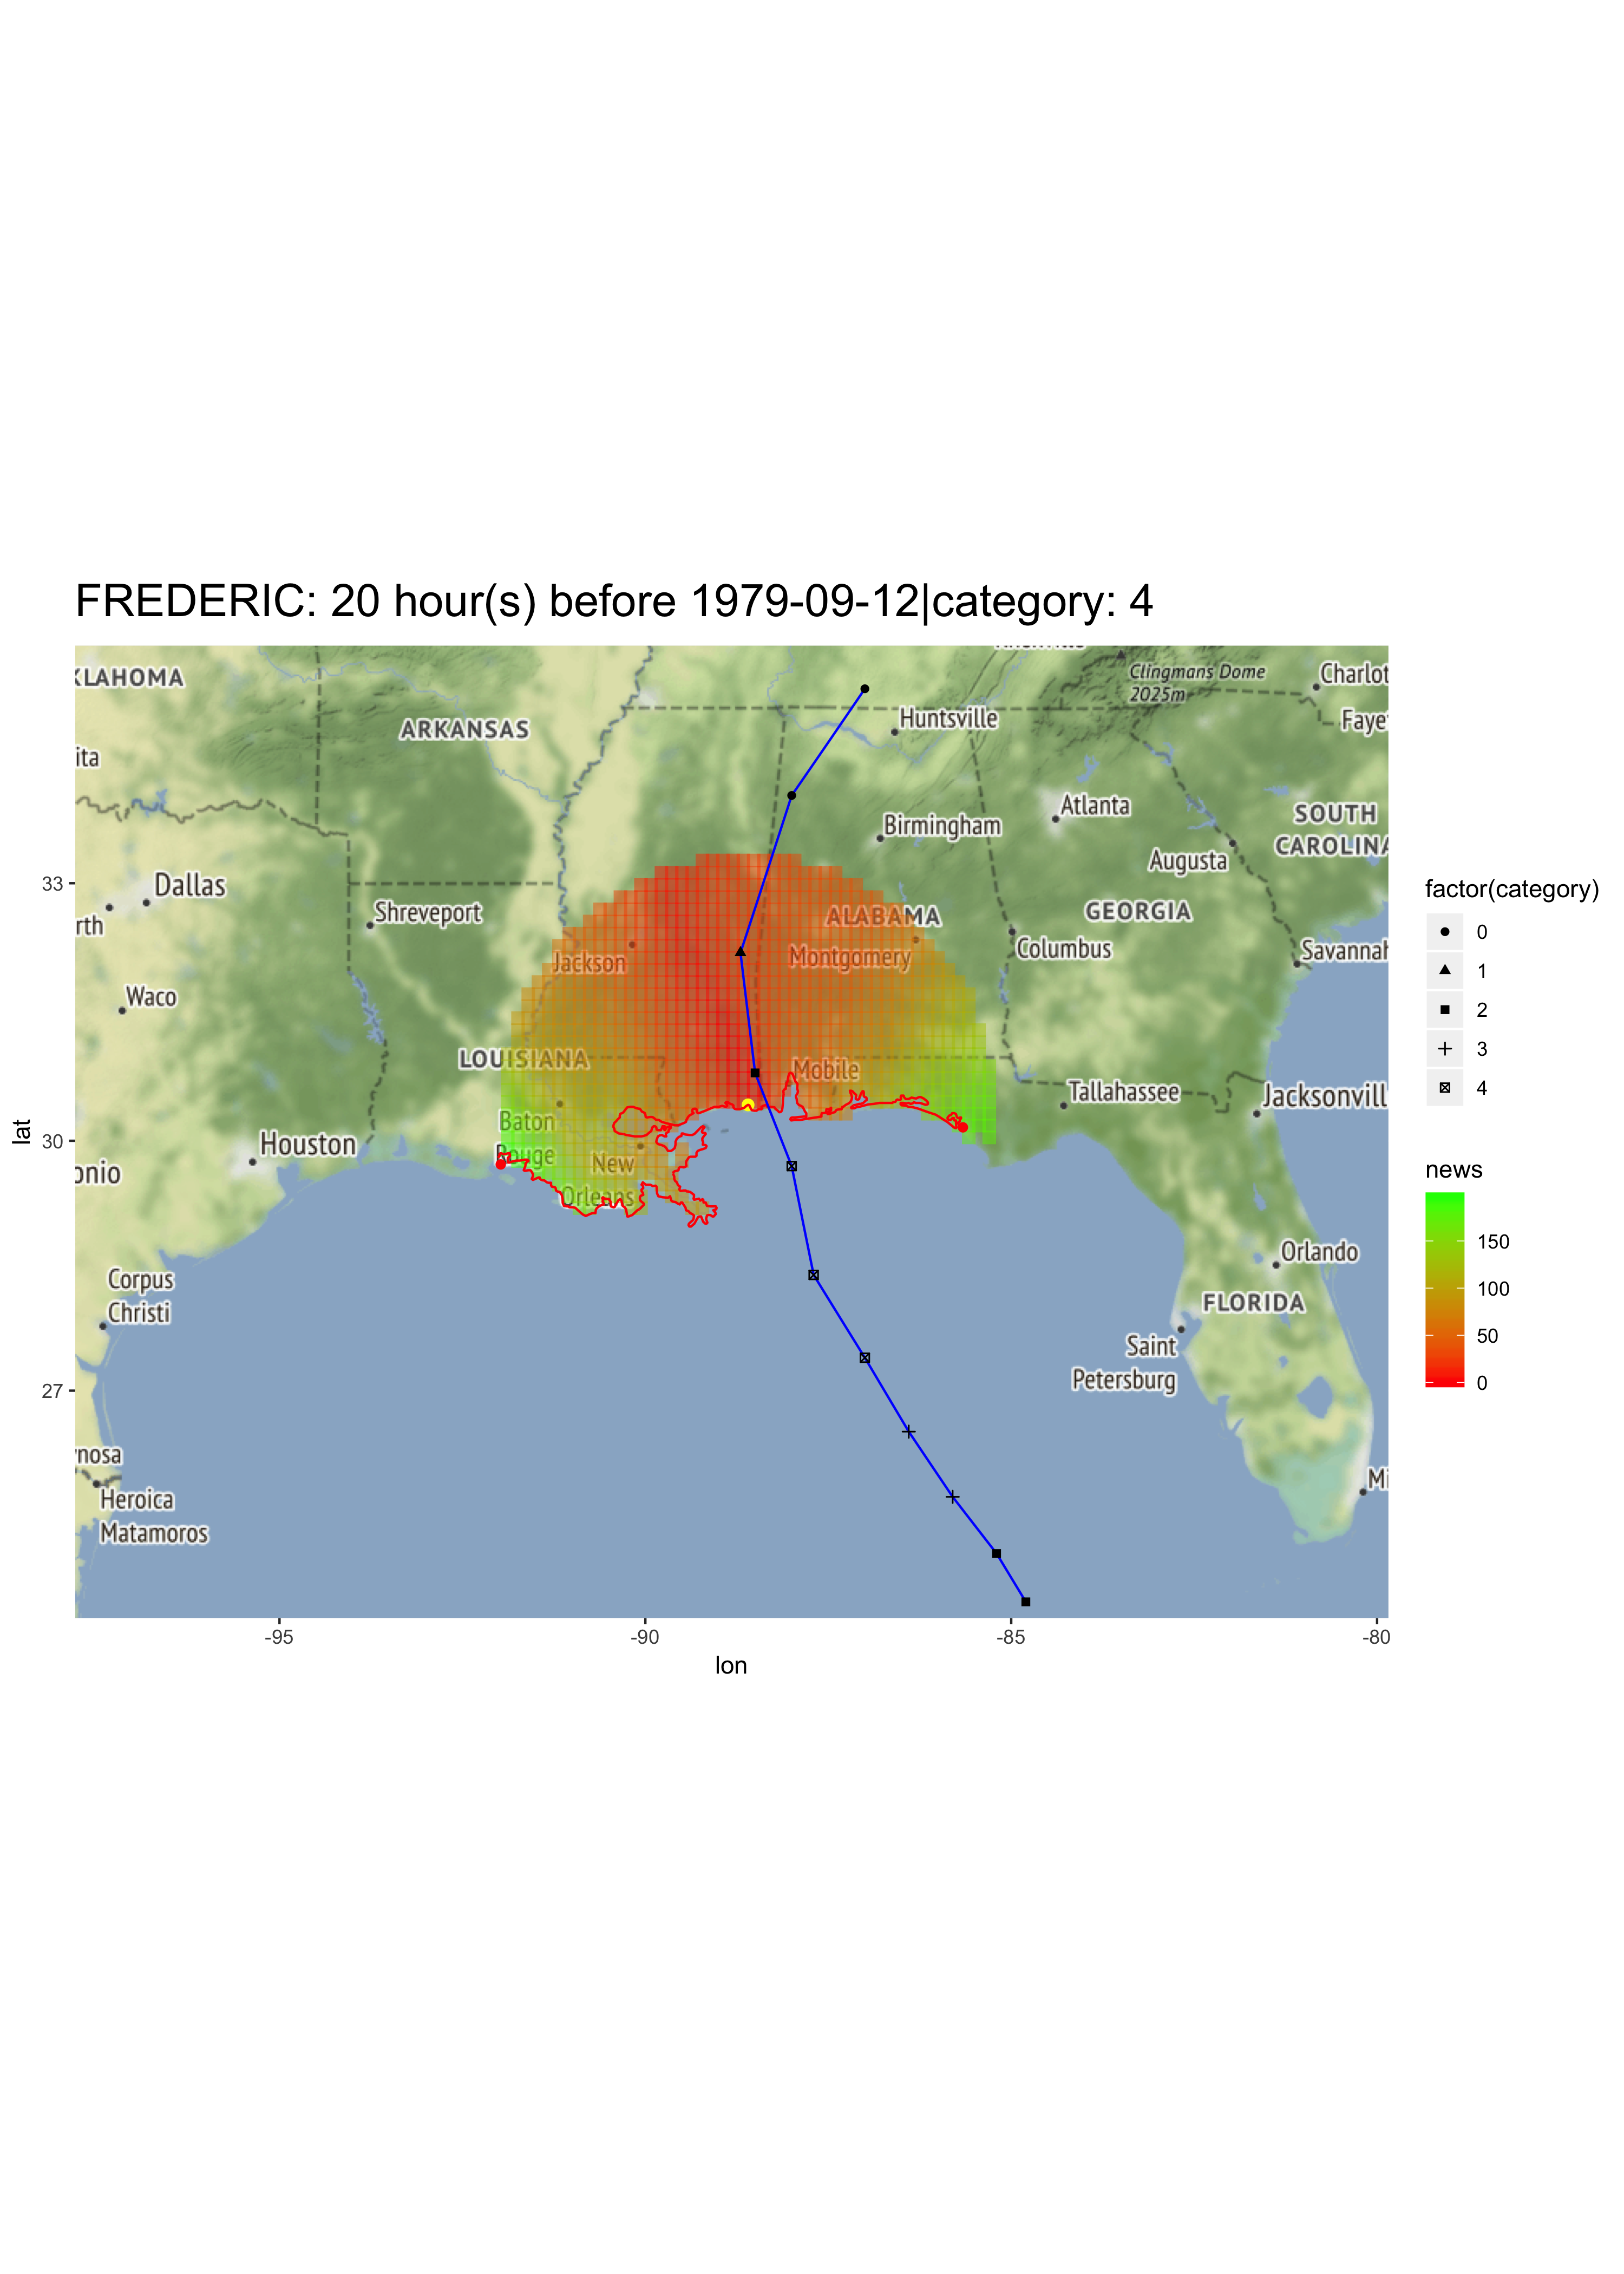 FREDERIC: 20 hour(s) before 1979-09-12|category: 4
KLAHOMA
Clingmans Dome
2025m
Charlot
ARKANSAS
Huntsville
Faye
ita
Atlanta
SOUTH
CAROLINA
Birmingham
Augusta
33
Dallas
rth
Shreveport
ALABAMA
GEORGIA
Columbus
Savannah
Jackson
Montgomery
Waco
LOUISIANA
Mobile
Tallahassee
Jacksonvill
Baton
Rouge
lat
30
Houston
onio
New
Orleans
Orlando
Corpus
Christi
FLORIDA
Saint
Petersburg
27
nosa
Heroica
Matamoros
Mi
-95
-90
-85
-80
lon
factor(category)
0
1
2
3
4
news
150
100
50
0